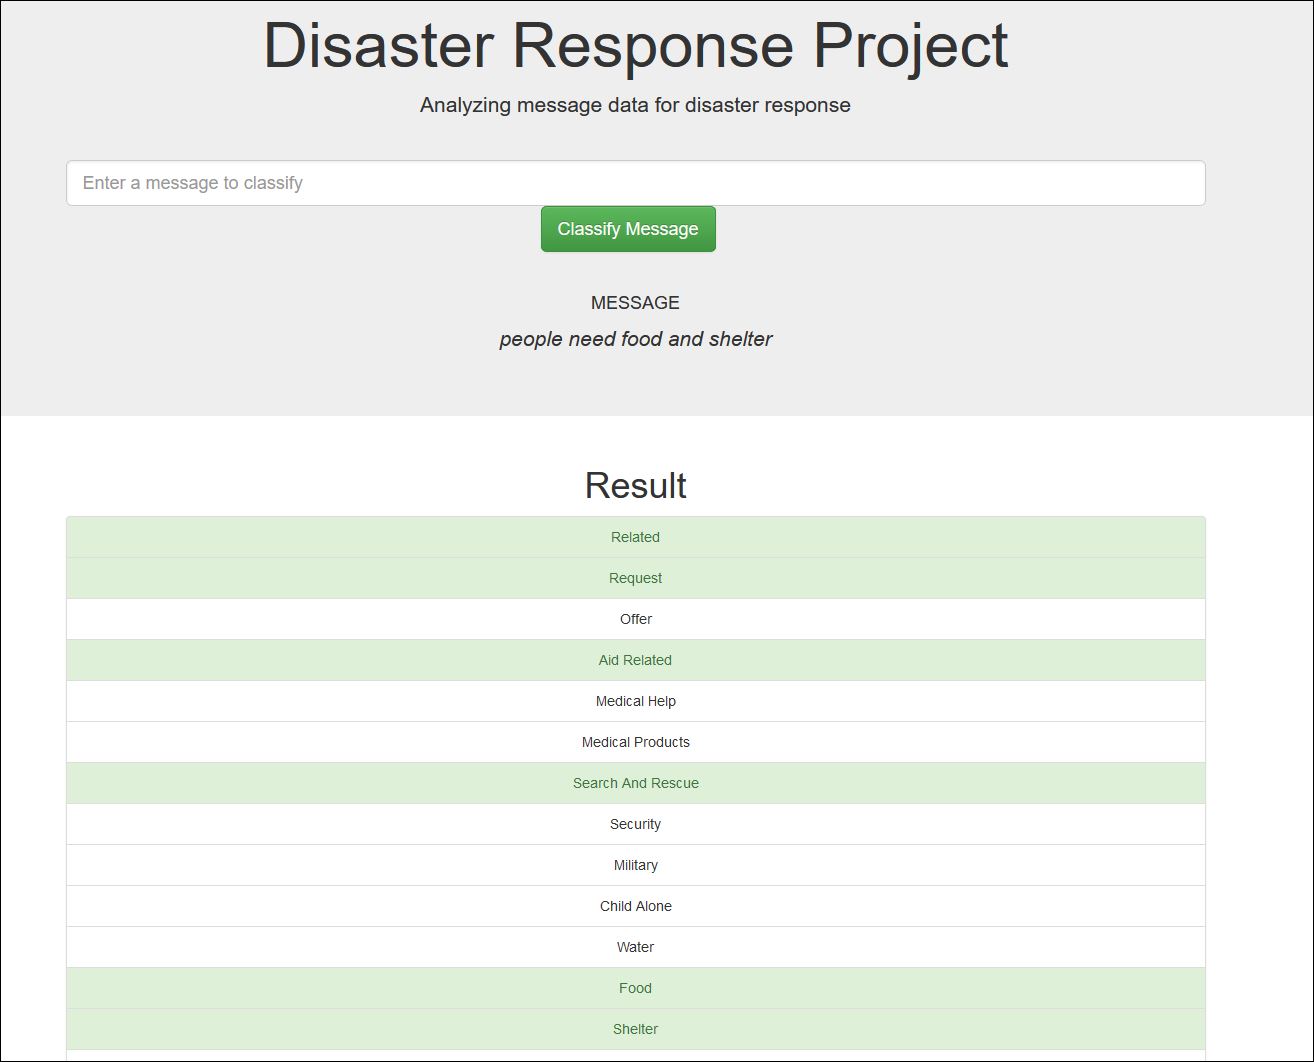 Disaster Response Project
Analyzing message data for disaster response
Enter a message to classify
Classify Message
MESSAGE
people need food and shelter
Result
Related
Request
Offer
Aid Related
Medical Help
Medical Products
Search And Rescue
Security
Military
Child Alone
Water
Food
Shelter